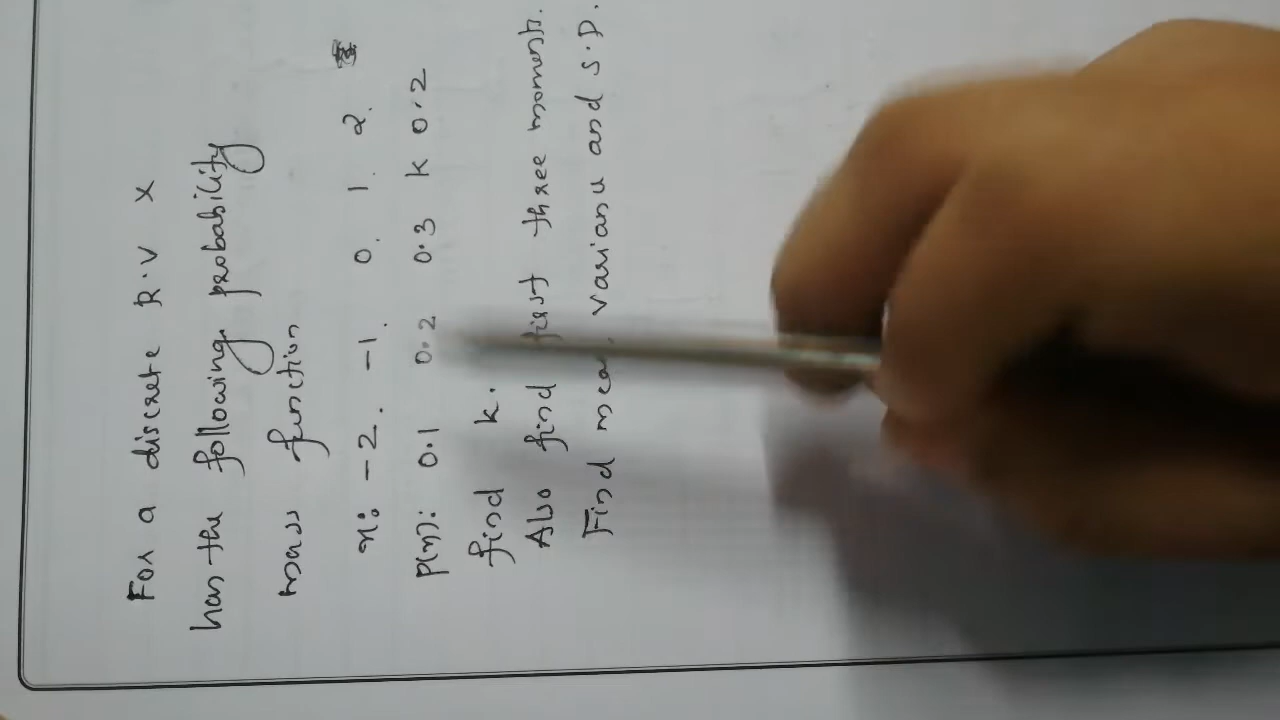 For a discrete R.V X
has the following probability
mass function
x: -2. -1. 0. 1. 2.
p(x): 0.1 0.2 0.3 k 0.2
find k.
Also find first three moments.
Find mean, variance and S.D.